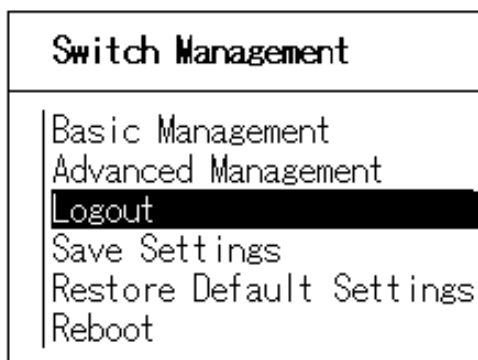 Switch Management
Basic Management
Advanced Management
Logout
Save Settings
Restore Default Settings
Reboot